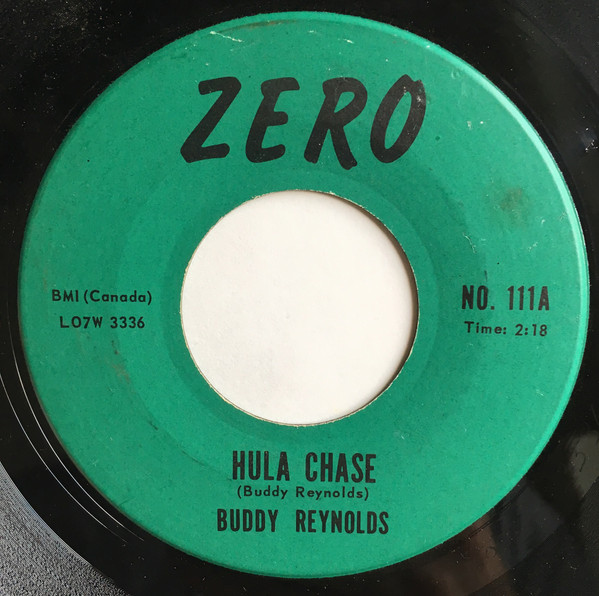 ZERO
BMI (Canada)
LO7W 3336
NO. 111A
Time: 2:18
HULA CHASE
(Buddy Reynolds)
BUDDY REYNOLDS